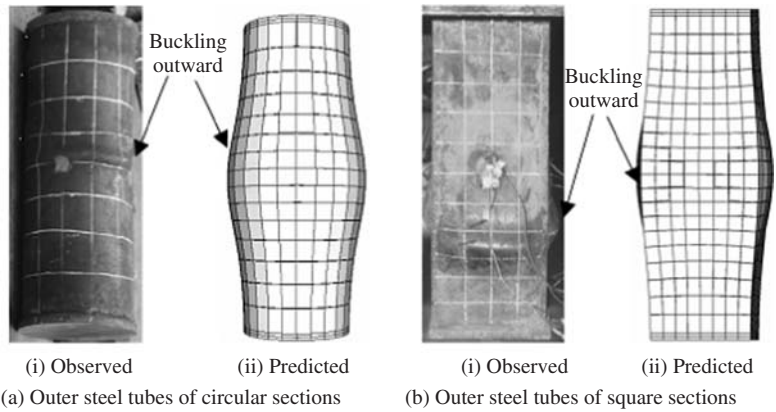 Buckling
outward
Buckling
outward
(i) Observed
(ii) Predicted
(i) Observed
(ii) Predicted
(a) Outer steel tubes of circular sections
(b) Outer steel tubes of square sections